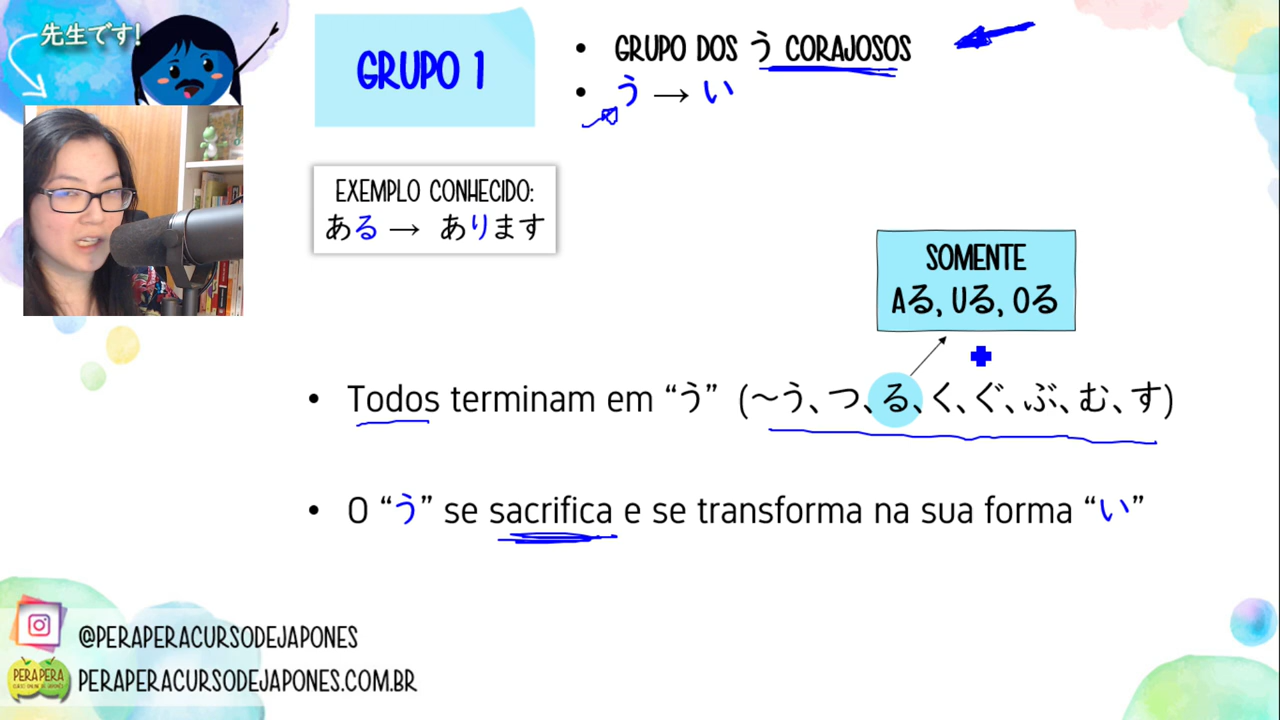 先生です!
GRUPO 1
• GRUPO DOS う CORAJOSOS
• う → い
EXEMPLO CONHECIDO:
ある → あります
SOMENTE
Aる, Uる, Oる
• Todos terminam em “う” (〜う、つ、る、く、ぐ、ぶ、む、す)
• O “う” se sacrifica e se transforma na sua forma “い”
@PERAPERACURSODEJAPONES
PERAPERA
PERAPERACURSODEJAPONES.COM.BR